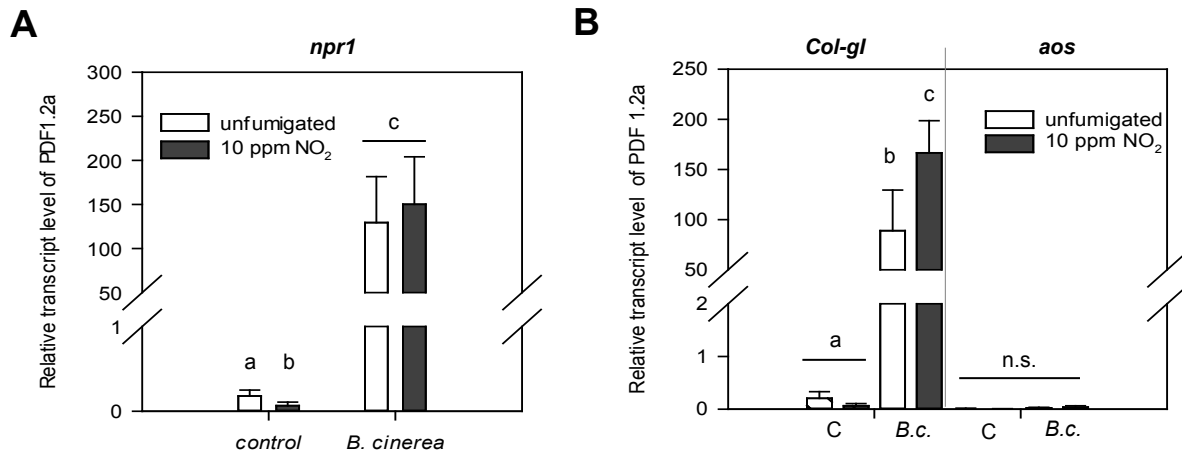 A
npr1
Relative transcript level of PDF1.2a
300
250
200
150
100
50
1
0
unfumigated
10 ppm NO₂
a
b
c
control
B. cinerea
B
Col-gl
aos
Relative transcript level of PDF 1.2a
250
200
150
100
50
2
1
0
unfumigated
10 ppm NO₂
a
b
c
n.s.
C
B.c.
C
B.c.